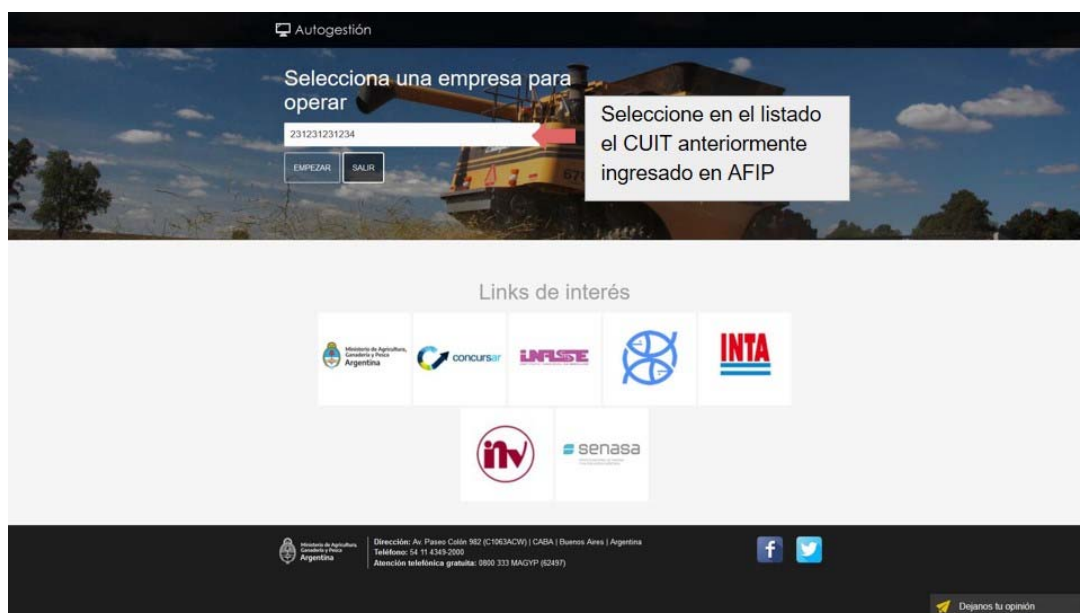 Autogestión
Selecciona una empresa para
operar
231231231234
EMPEZAR
SALIR
Seleccione en el listado
el CUIT anteriormente
ingresado en AFIP
Links de interés
Ministerio de Agricultura,
Ganadería y Pesca
Argentina
concursar
INASE
INTA
inv
senasa
Ministerio de Agricultura,
Ganadería y Pesca
Argentina
Dirección: Av. Paseo Colón 982 (C1063ACW) | CABA | Buenos Aires | Argentina
Teléfono: 54 11 4349-2000
Atención telefónica gratuita: 0800 333 MAGYP (62497)
Dejanos tu opinión